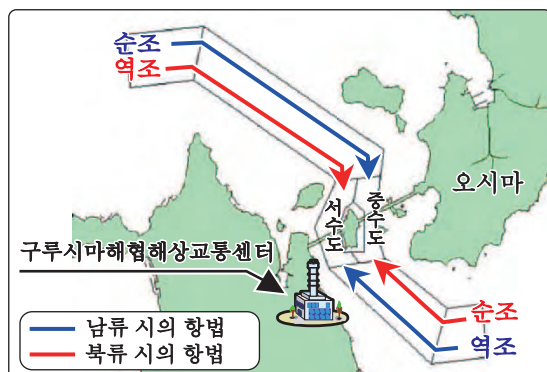 순조
역조
오시마
서수도
중수도
구루시마해협해상교통센터
순조
역조
남류 시의 항법
북류 시의 항법